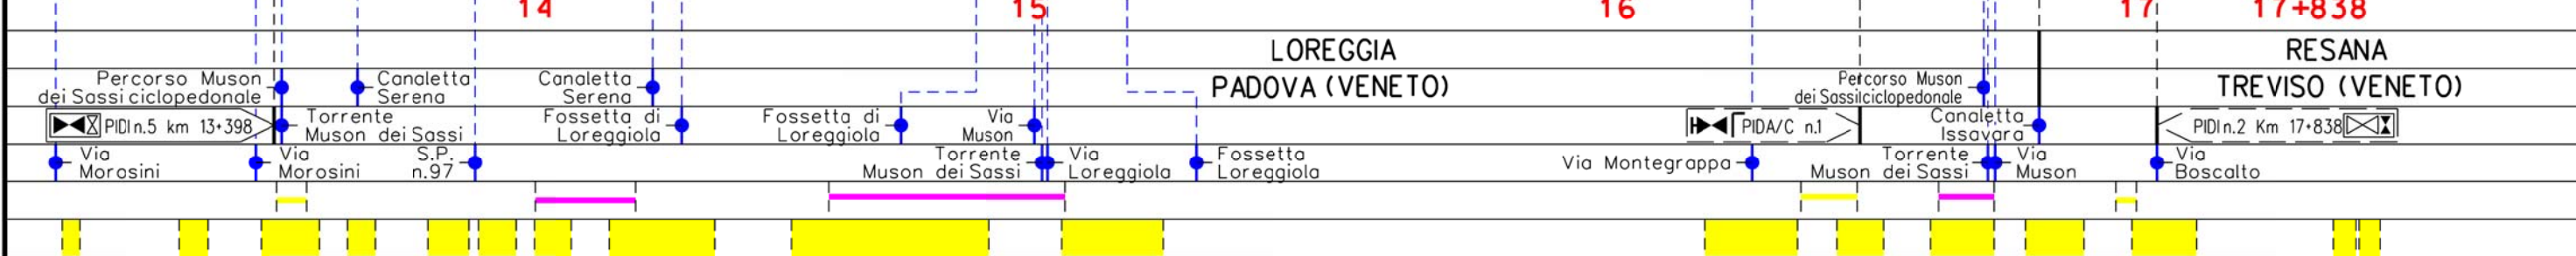 14 15 16 17 17+838
LOREGGIA RESANA
PADOVA (VENETO) TREVISO (VENETO)
Percorso Muson
dei Sassi ciclopedonale
Canaletta
Serena
Canaletta
Serena
Percorso Muson
dei Sassi ciclopedonale
PIDI n.5 km 13+398
Torrente
Muson dei Sassi
Fossetta di
Loreggiola
Fossetta di
Loreggiola
Via
Muson
PIDA/C n.1
Canaletta
Issavara
PIDI n.2 Km 17+838
Via
Morosini
Via
Morosini
S.P.
n.97
Torrente
Muson dei Sassi
Via
Loreggiola
Fossetta
Loreggiola
Via Montegrappa
Torrente
Muson dei Sassi
Via
Muson
Via
Boscalto